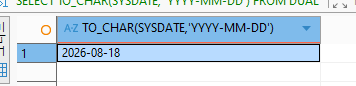 SELECT TO_CHAR(SYSDATE, 'YYYY-MM-DD') FROM DUAL
A-Z TO_CHAR(SYSDATE,'YYYY-MM-DD')
1 2026-08-18